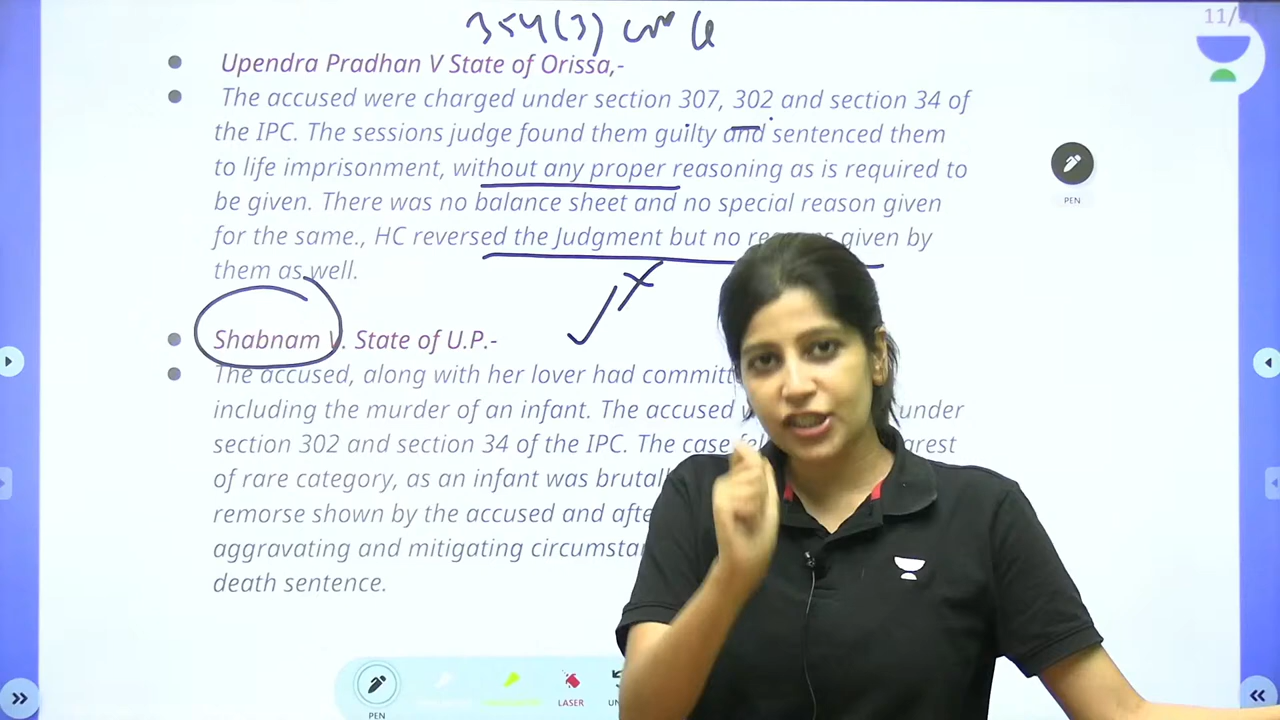 354(3) crpc
11/
Upendra Pradhan V State of Orissa,-
The accused were charged under section 307, 302 and section 34 of
the IPC. The sessions judge found them guilty and sentenced them
to life imprisonment, without any proper reasoning as is required to
be given. There was no balance sheet and no special reason given
for the same., HC reversed the Judgment but no given by
them as well.
Shabnam V. State of U.P.-
The accused, along with her lover had
including the murder of an infant. The accused under
section 302 and section 34 of the IPC. The case
of rare category, as an infant was
remorse shown by the accused and
aggravating and mitigating
death sentence.
PEN
PEN
LASER